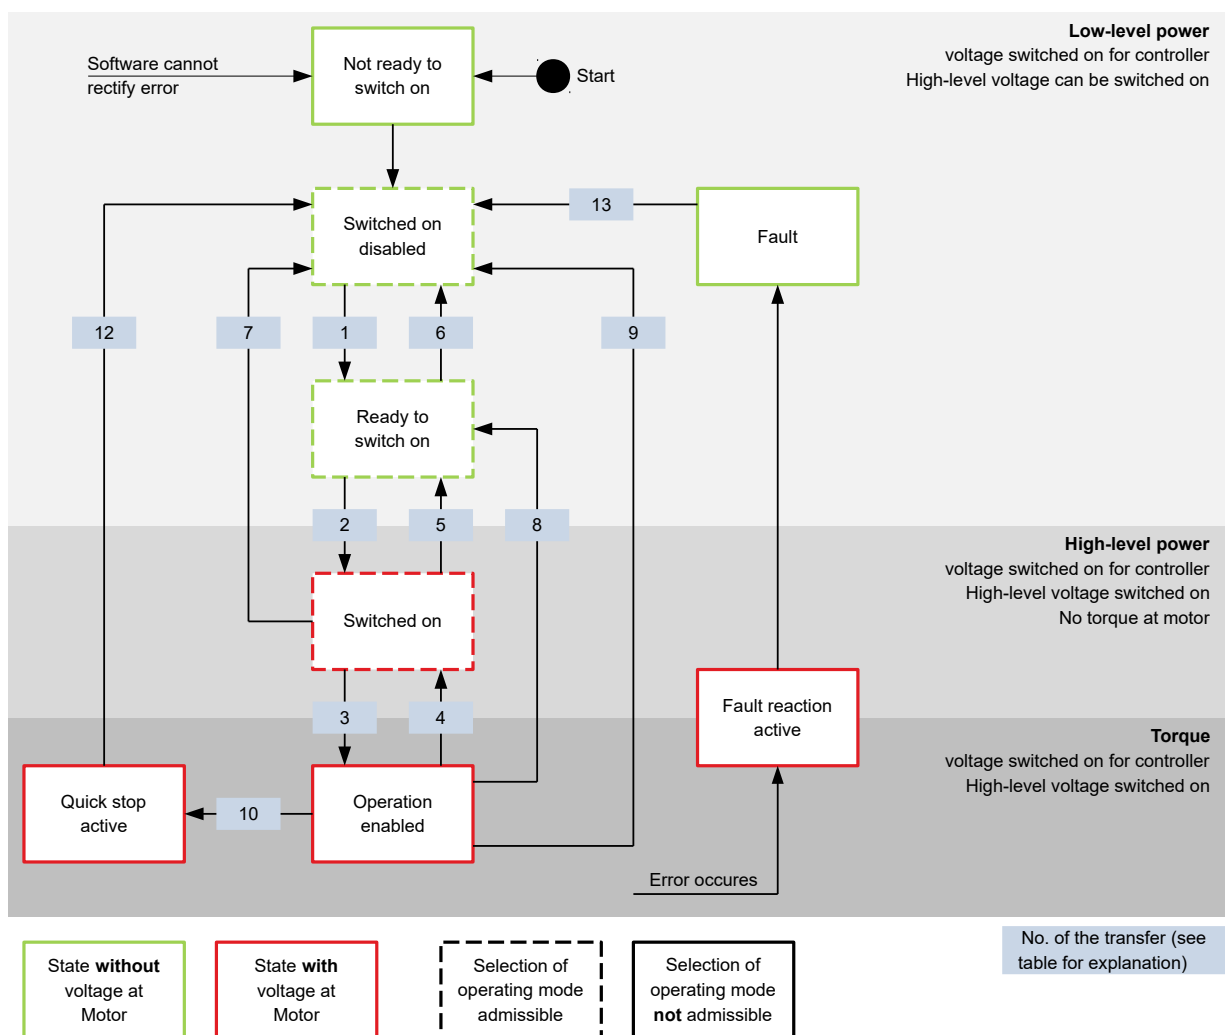 Low-level power
voltage switched on for controller
High-level voltage can be switched on
Software cannot
rectify error
Not ready to
switch on
Start
Switched on
disabled
13
Fault
12
7
1
6
9
Ready to
switch on
2
5
8
High-level power
voltage switched on for controller
High-level voltage switched on
No torque at motor
Switched on
Fault reaction
active
3
4
Torque
voltage switched on for controller
High-level voltage switched on
Quick stop
active
10
Operation
enabled
Error occures
State without
voltage at
Motor
State with
voltage at
Motor
Selection of
operating mode
admissible
Selection of
operating mode
not admissible
No. of the transfer (see
table for explanation)